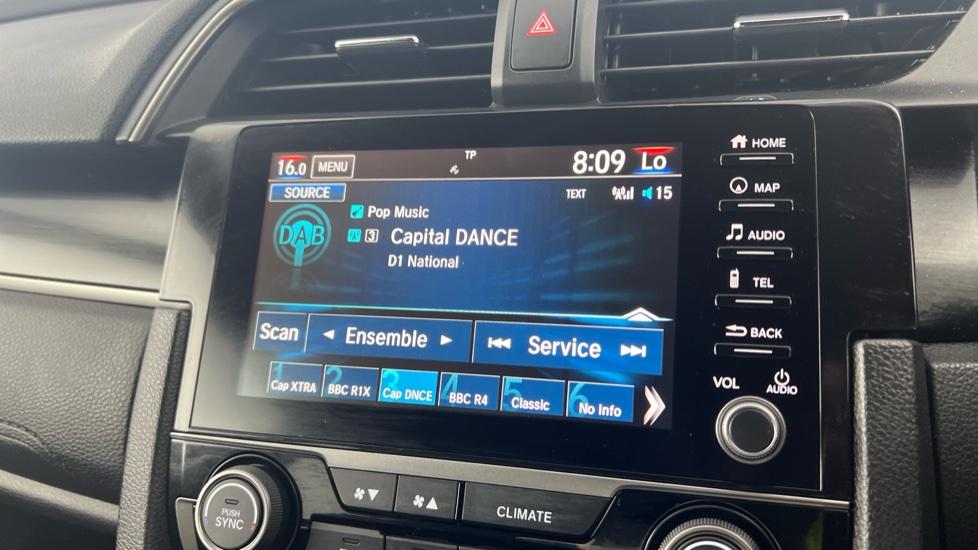 TP
16.0 MENU 8:09 Lo
SOURCE TEXT 15
DAB
Pop Music
3 Capital DANCE
D1 National
Scan Ensemble Service
1 Cap XTRA 2 BBC R1X 3 Cap DNCE 4 BBC R4 5 Classic 6 No Info
HOME
MAP
AUDIO
TEL
BACK
VOL AUDIO
PUSH
SYNC
CLIMATE